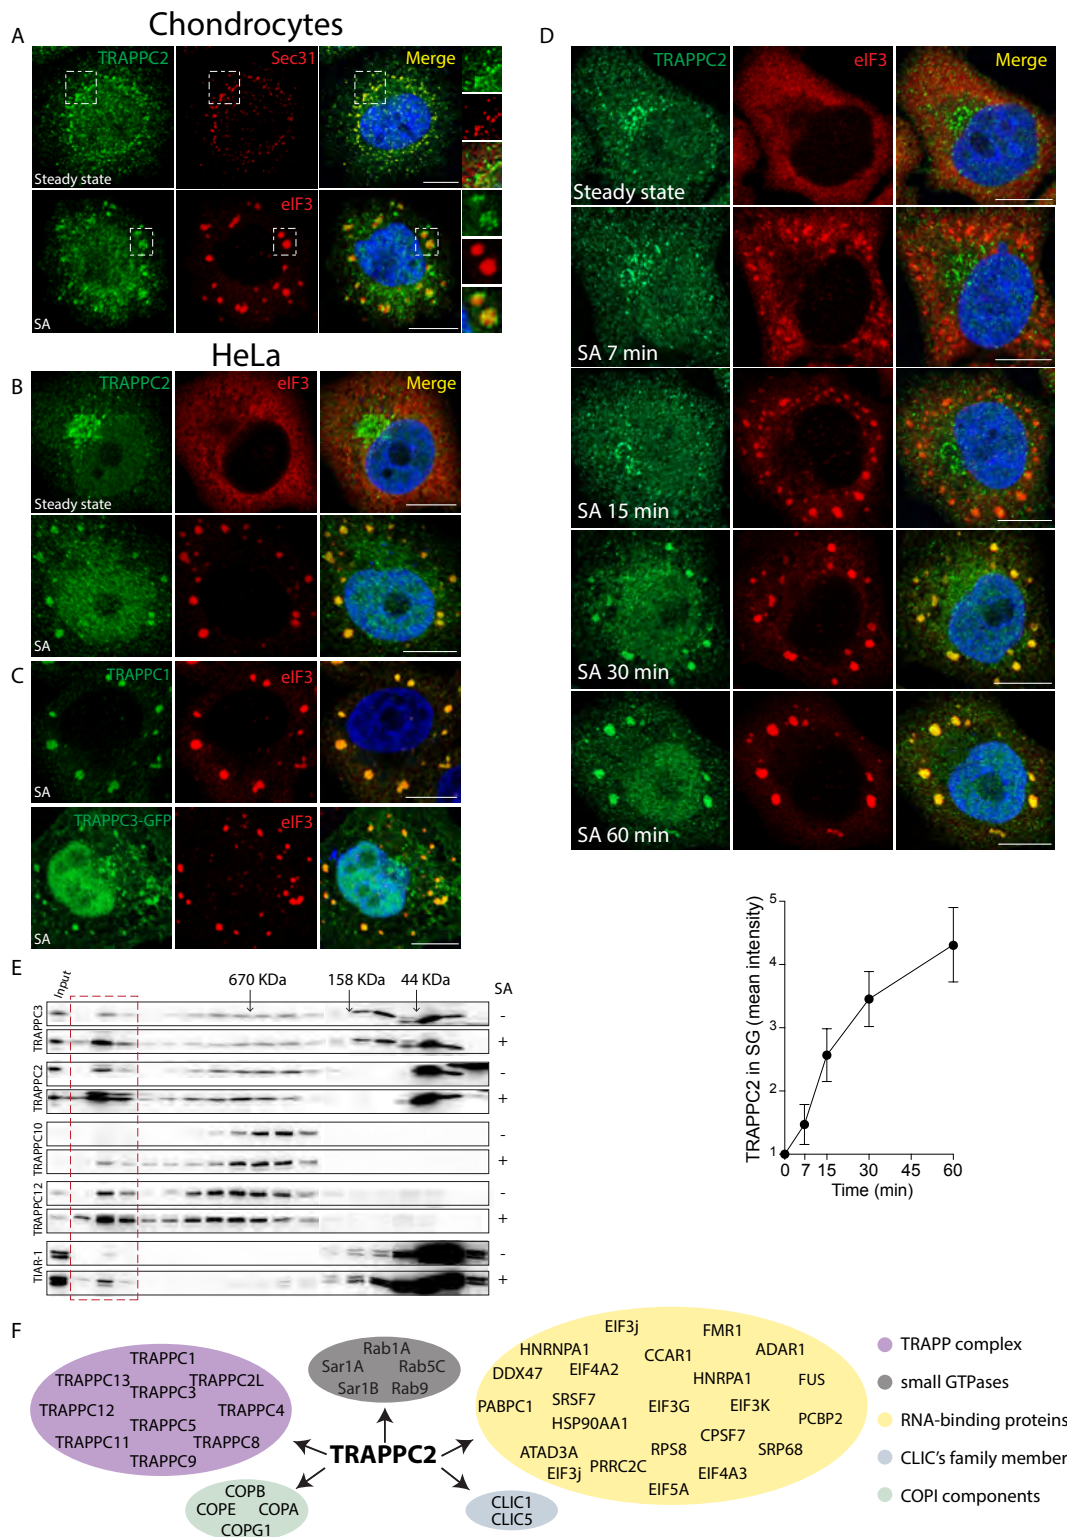 Chondrocytes
A
TRAPPC2
Sec31
Merge
Steady state
eIF3
SA
HeLa
B
TRAPPC2
eIF3
Merge
Steady state
SA
C
TRAPPC1
eIF3
SA
TRAPPC3-GFP
eIF3
SA
D
TRAPPC2
eIF3
Merge
Steady state
SA 7 min
SA 15 min
SA 30 min
SA 60 min
TRAPPC2 in SG (mean intensity)
5
4
3
2
1
0 7 15 30 45 60
Time (min)
E
Input
670 KDa
158 KDa
44 KDa
SA
TRAPPC3
-
+
TRAPPC2
-
+
TRAPPC10
-
+
TRAPPC12
-
+
TIAR-1
-
+
F
TRAPPC1
TRAPPC13
TRAPPC2L
TRAPPC3
TRAPPC12
TRAPPC4
TRAPPC5
TRAPPC11
TRAPPC8
TRAPPC9
Rab1A
Sar1A
Rab5C
Sar1B
Rab9
TRAPPC2
COPB
COPE
COPA
COPG1
CLIC1
CLIC5
EIF3j
FMR1
HNRNPA1
CCAR1
ADAR1
DDX47
EIF4A2
HNRPA1
FUS
PABPC1
SRSF7
EIF3G
EIF3K
HSP90AA1
PCBP2
CPSF7
ATAD3A
RPS8
SRP68
EIF3j
PRRC2C
EIF4A3
EIF5A
TRAPP complex
small GTPases
RNA-binding proteins
CLIC's family member
COPI components